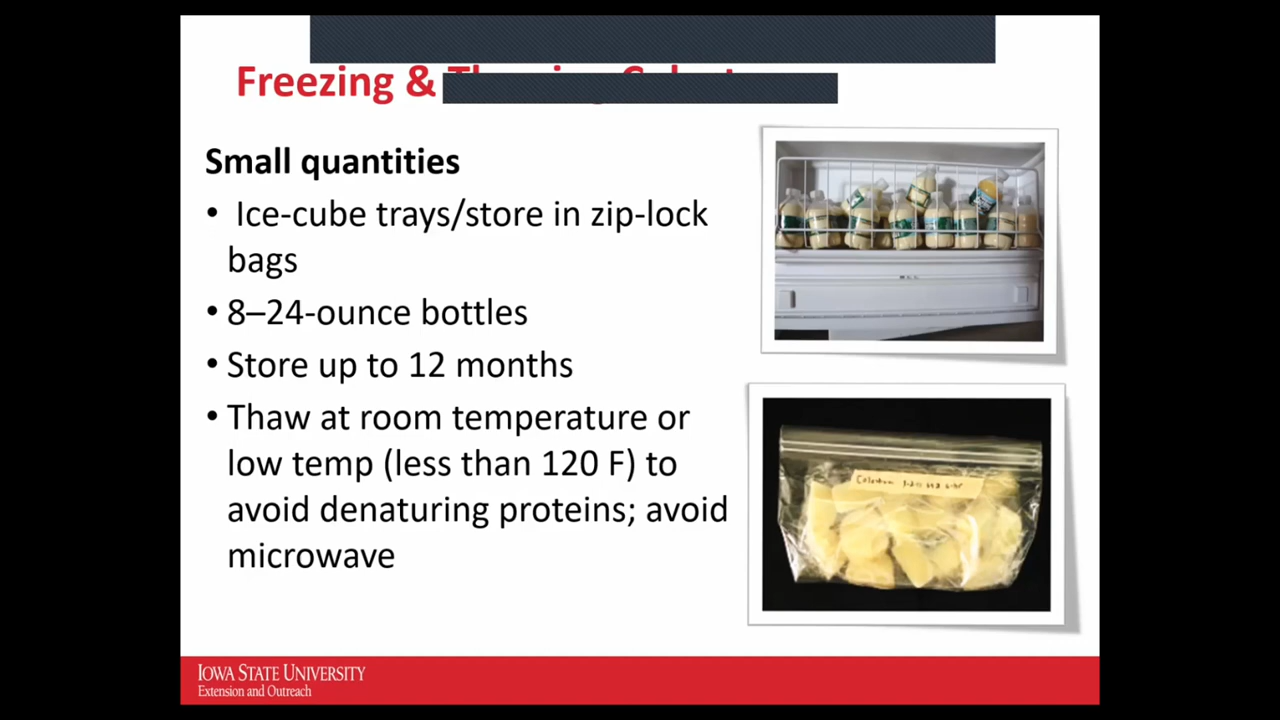 Freezing &
Small quantities
• Ice-cube trays/store in zip-lock
bags
• 8–24-ounce bottles
• Store up to 12 months
• Thaw at room temperature or
low temp (less than 120 F) to
avoid denaturing proteins; avoid
microwave
Colostrum
IOWA STATE UNIVERSITY
Extension and Outreach